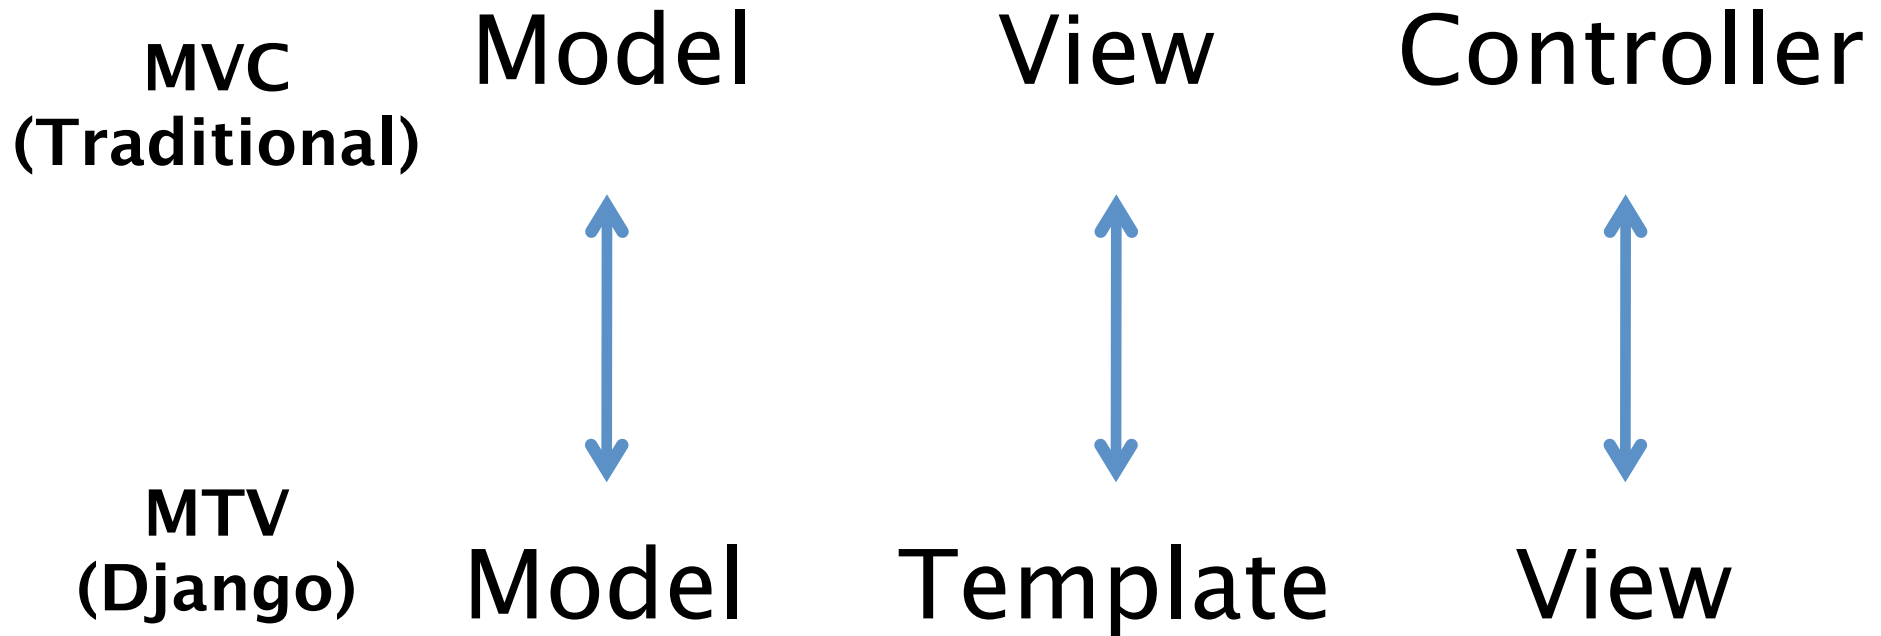 MVC
(Traditional)
Model
View
Controller
MTV
(Django)
Model
Template
View